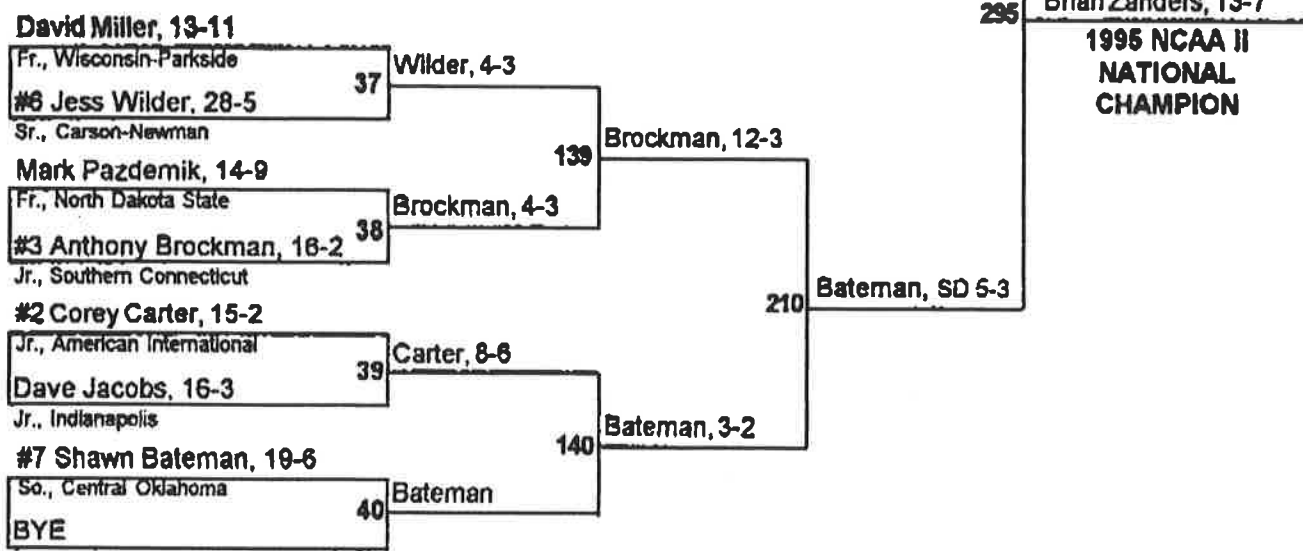 David Miller, 13-11
Fr., Wisconsin-Parkside
#6 Jess Wilder, 28-5
Sr., Carson-Newman
37
Wilder, 4-3
Mark Pazdernik, 14-9
Fr., North Dakota State
#3 Anthony Brockman, 16-2
Jr., Southern Connecticut
38
Brockman, 4-3
139
Brockman, 12-3
#2 Corey Carter, 15-2
Jr., American International
Dave Jacobs, 16-3
Jr., Indianapolis
39
Carter, 8-6
#7 Shawn Bateman, 19-6
So., Central Oklahoma
BYE
40
Bateman
140
Bateman, 3-2
210
Bateman, SD 5-3
295
Brian Zanders, 13-7
1995 NCAA II
NATIONAL
CHAMPION